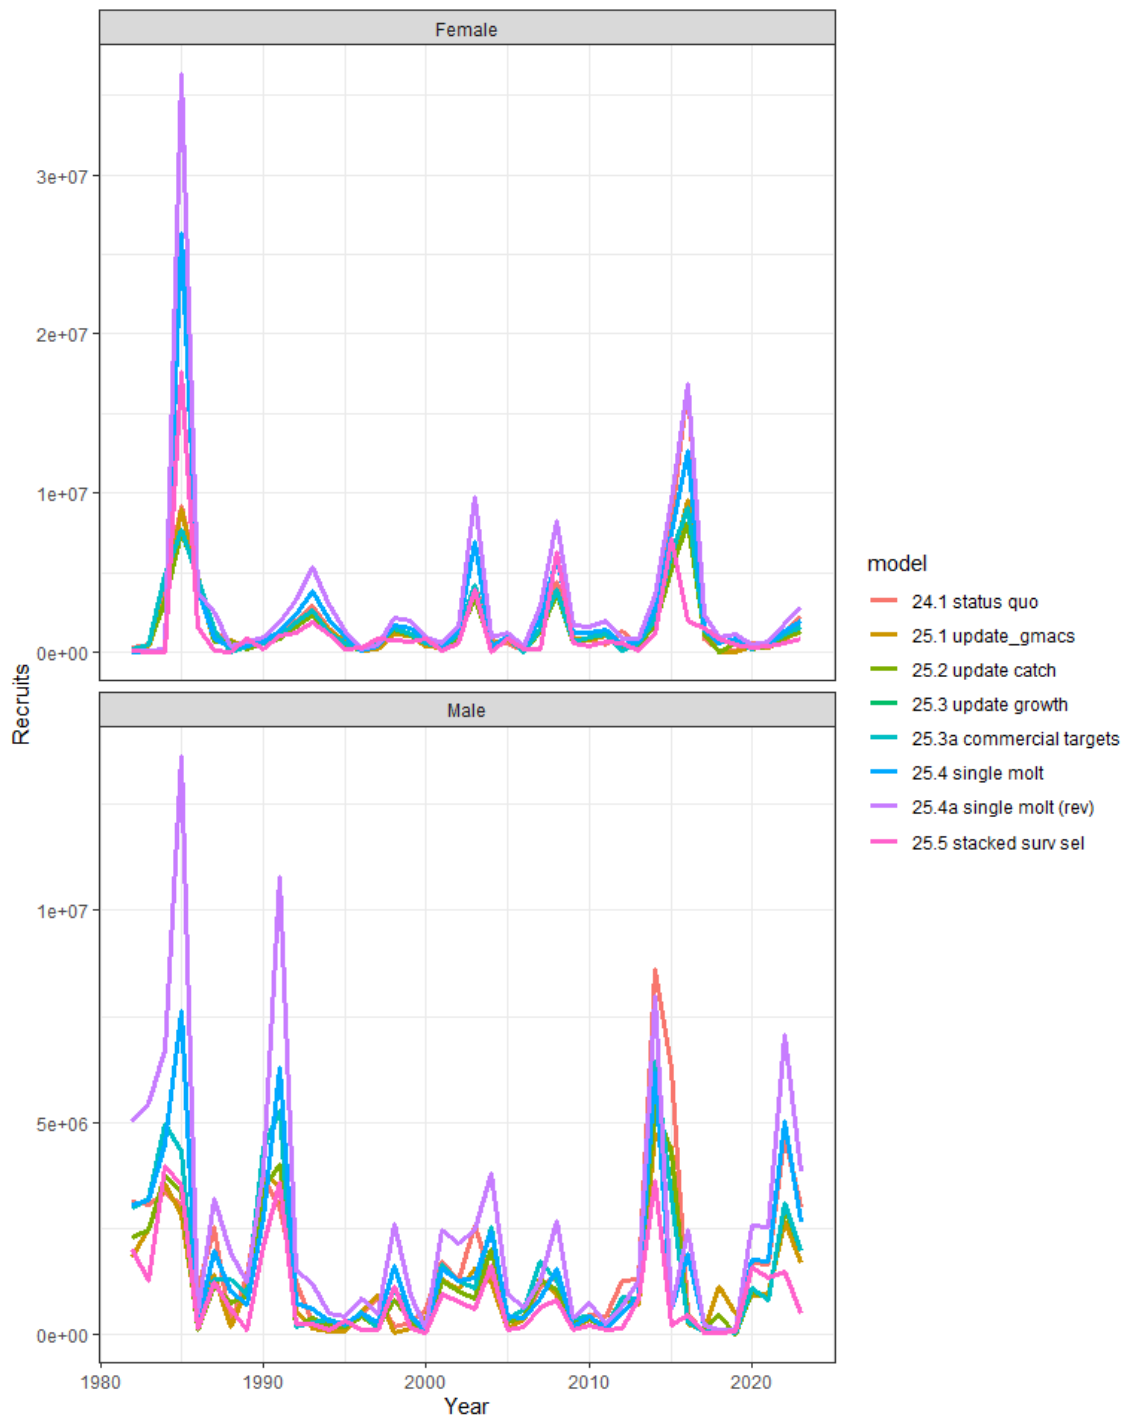 Female
3e+07
2e+07
1e+07
0e+00
Male
1e+07
5e+06
0e+00
1980
1990
2000
2010
2020
Year
Recruits
model
24.1 status quo
25.1 update_gmacs
25.2 update catch
25.3 update growth
25.3a commercial targets
25.4 single molt
25.4a single molt (rev)
25.5 stacked surv sel